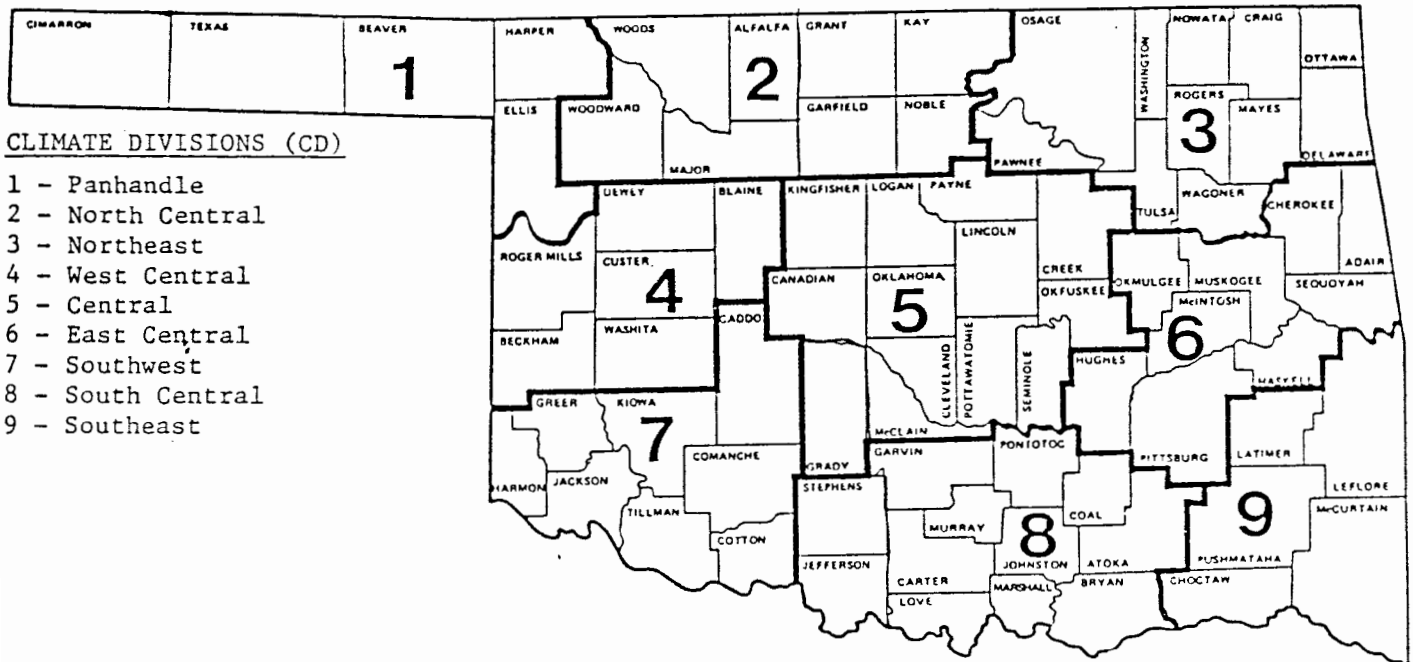 CIMARRON
TEXAS
BEAVER
HARPER
WOODS
ALFALFA
GRANT
KAY
OSAGE
WASHINGTON
NOWATA
CRAIG
OTTAWA
1
2
3
ELLIS
WOODWARD
MAJOR
GARFIELD
NOBLE
PAWNEE
ROGERS
MAYES
DELAWARE
CLIMATE DIVISIONS (CD)
1 - Panhandle
2 - North Central
3 - Northeast
4 - West Central
5 - Central
6 - East Central
7 - Southwest
8 - South Central
9 - Southeast
DEWEY
BLAINE
KINGFISHER
LOGAN
PAYNE
TULSA
WAGONER
CHEROKEE
ADAIR
ROGER MILLS
CUSTER
4
CANADIAN
OKLAHOMA
5
LINCOLN
CREEK
OKFUSKEE
OKMULGEE
MUSKOGEE
McINTOSH
6
SEQUOYAH
BECKHAM
WASHITA
CADDO
CLEVELAND
POTTAWATOMIE
SEMINOLE
HUGHES
HASKELL
GREER
KIOWA
7
COMANCHE
GRADY
McCLAIN
GARVIN
PONTOTOC
PITTSBURG
LATIMER
LEFLORE
HARMON
JACKSON
TILLMAN
COTTON
STEPHENS
JEFFERSON
MURRAY
CARTER
LOVE
8
JOHNSTON
MARSHALL
COAL
ATOKA
BRYAN
9
PUSHMATAHA
CHOCTAW
McCURTAIN